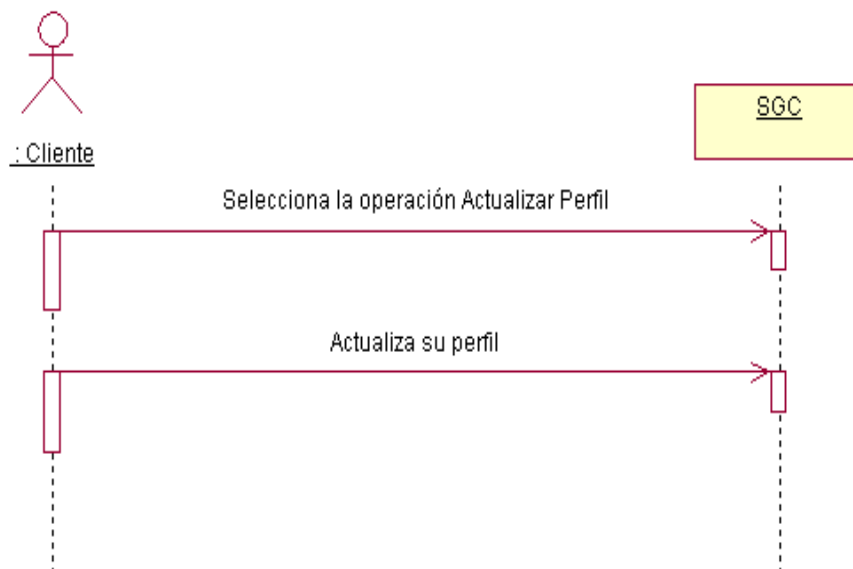 SGC
: Cliente
Selecciona la operación Actualizar Perfil
Actualiza su perfil